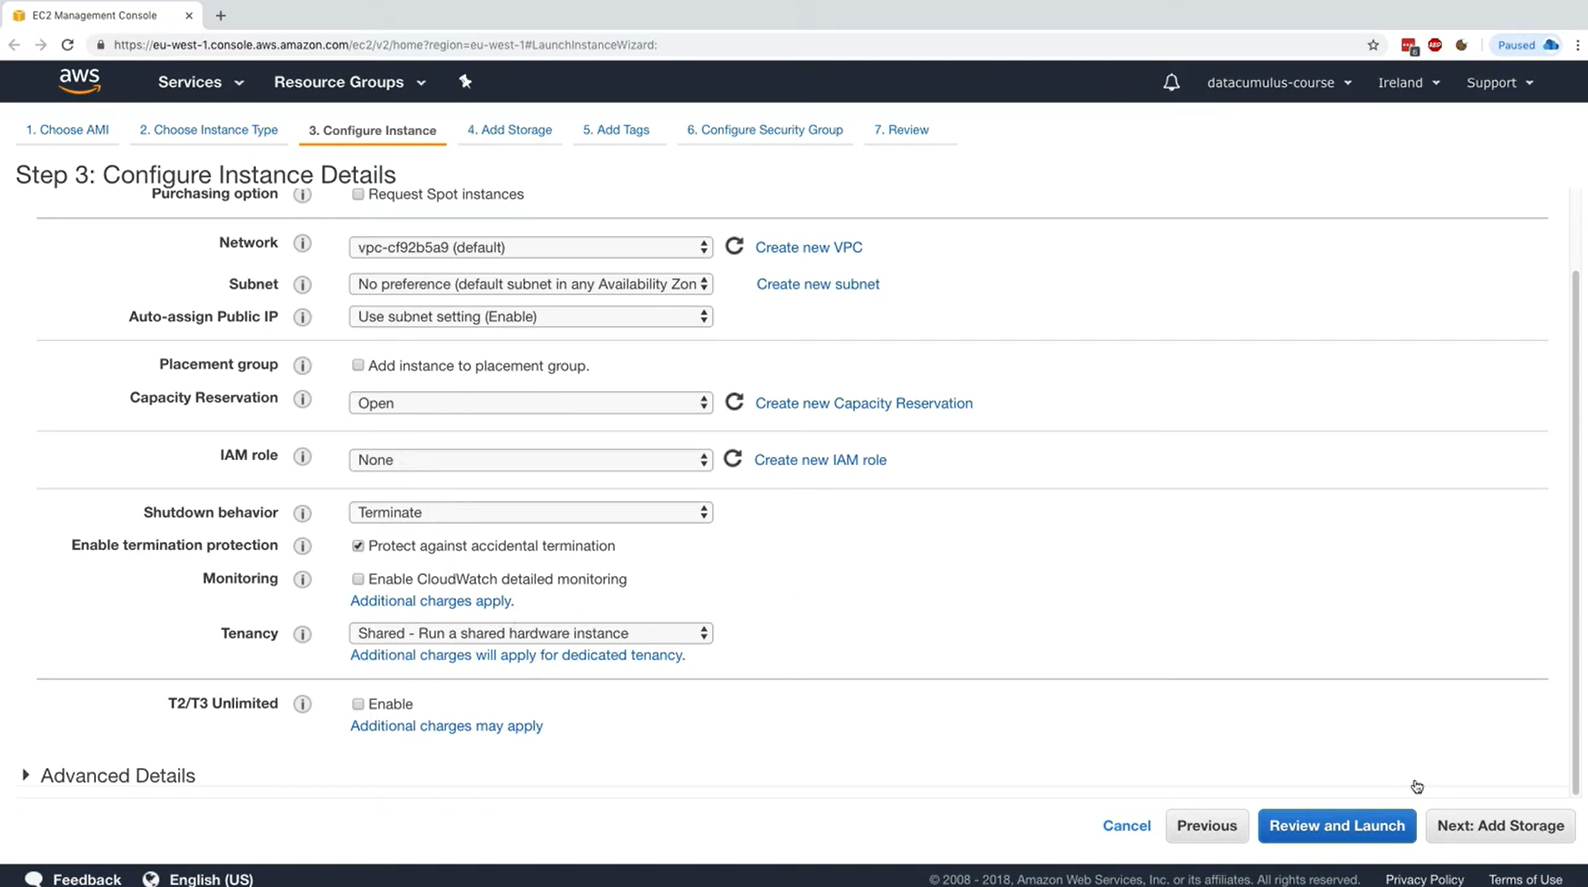 EC2 Management Console
https://eu-west-1.console.aws.amazon.com/ec2/v2/home?region=eu-west-1#LaunchInstanceWizard:
6
ABP
Paused
aws
Services
Resource Groups
datacumulus-course
Ireland
Support
1. Choose AMI
2. Choose Instance Type
3. Configure Instance
4. Add Storage
5. Add Tags
6. Configure Security Group
7. Review
Step 3: Configure Instance Details
Purchasing option
Request Spot instances
Network
vpc-cf92b5a9 (default)
Create new VPC
Subnet
No preference (default subnet in any Availability Zon
Create new subnet
Auto-assign Public IP
Use subnet setting (Enable)
Placement group
Add instance to placement group.
Capacity Reservation
Open
Create new Capacity Reservation
IAM role
None
Create new IAM role
Shutdown behavior
Terminate
Enable termination protection
Protect against accidental termination
Monitoring
Enable CloudWatch detailed monitoring
Additional charges apply.
Tenancy
Shared - Run a shared hardware instance
Additional charges will apply for dedicated tenancy.
T2/T3 Unlimited
Enable
Additional charges may apply
Advanced Details
Cancel
Previous
Review and Launch
Next: Add Storage
Feedback
English (US)
© 2008 - 2018, Amazon Web Services, Inc. or its affiliates. All rights reserved.
Privacy Policy
Terms of Use